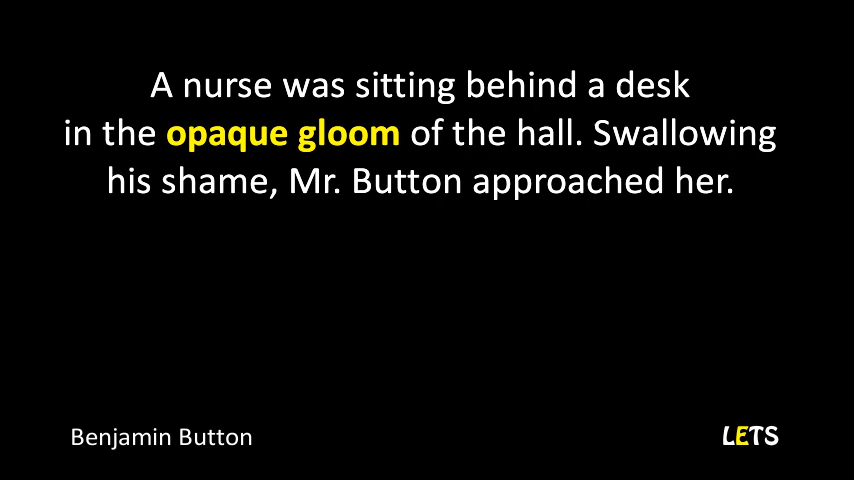 A nurse was sitting behind a desk
in the opaque gloom of the hall. Swallowing
his shame, Mr. Button approached her.
Benjamin Button
LETS